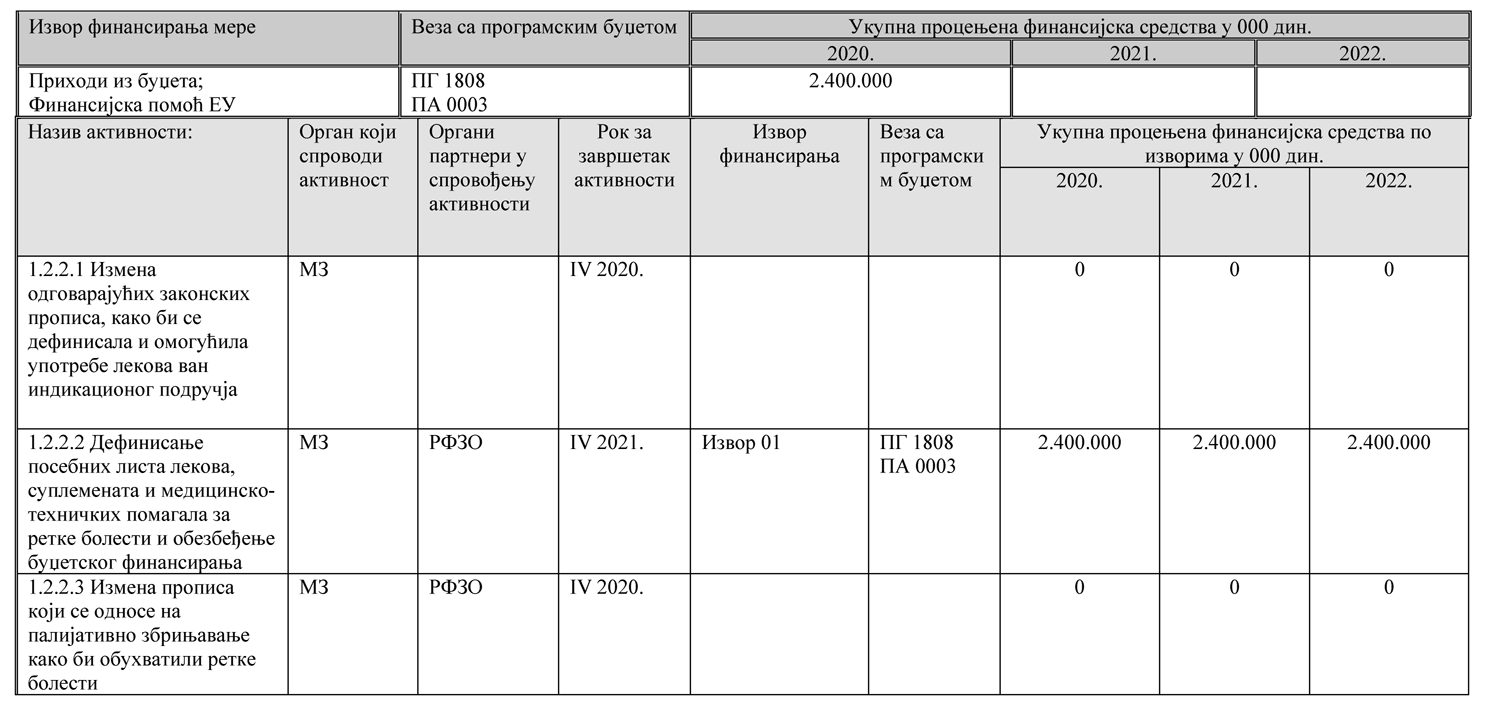 Извор финансирања мере
Веза са програмским буџетом
Укупна процењена финансијска средства у 000 дин.
2020.
2021.
2022.
Приходи из буџета;
Финансијска помоћ ЕУ
ПГ 1808
ПА 0003
2.400.000
Назив активности:
Орган који
спроводи
активност
Органи
партнери у
спровођењу
активности
Рок за
завршетак
активности
Извор
финансирања
Веза са
програмски
м буџетом
Укупна процењена финансијска средства по
изворима у 000 дин.
2020.
2021.
2022.
1.2.2.1 Измена
одговарајућих законских
прописа, како би се
дефинисала и омогућила
употребе лекова ван
индикационог подручја
МЗ
IV 2020.
0
0
0
1.2.2.2 Дефинисање
посебних листа лекова,
суплемената и медицинско-
техничких помагала за
ретке болести и обезбеђење
буџетског финансирања
МЗ
РФЗО
IV 2021.
Извор 01
ПГ 1808
ПА 0003
2.400.000
2.400.000
2.400.000
1.2.2.3 Измена прописа
који се односе на
палијативно збрињавање
како би обухватили ретке
болести
МЗ
РФЗО
IV 2020.
0
0
0